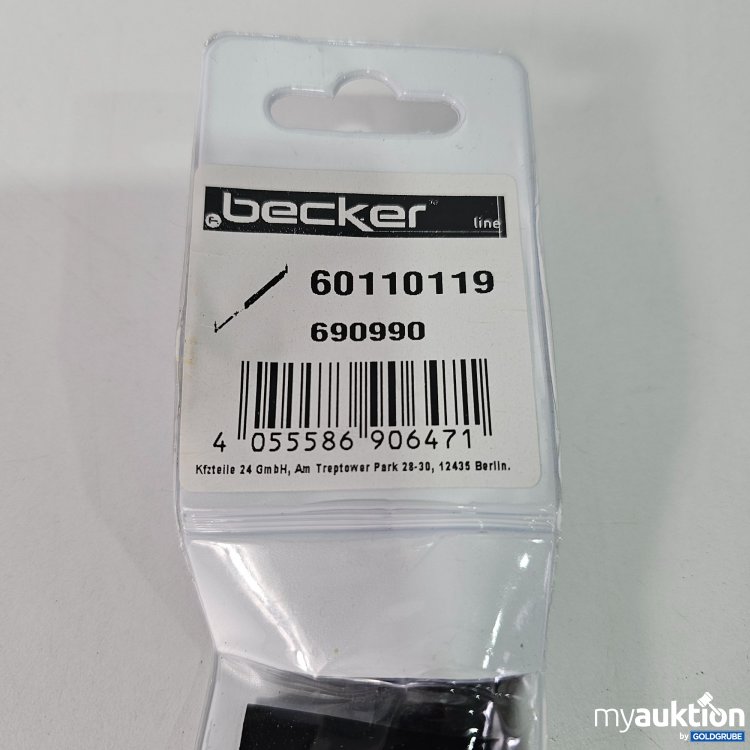 becker™ line
60110119
690990
4 055586 906471
Kfzteile 24 GmbH, Am Treptower Park 28-30, 12435 Berlin.
myauktion
by GOLDGRUBE